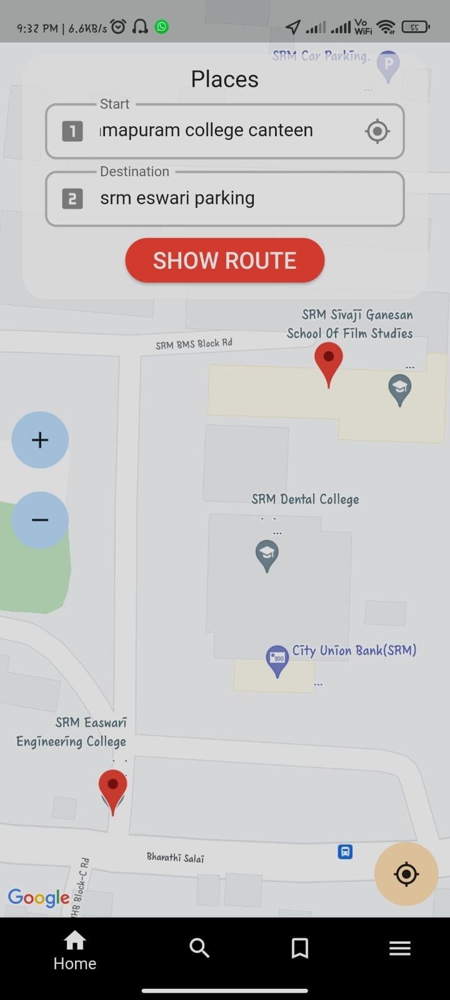 9:32 PM | 6.6KB/s
Vo
WiFi
55
SRM Car Parking.
P
...
Places
Start
1
mapuram college canteen
Destination
2
srm eswari parking
SHOW ROUTE
SRM Sivaji Ganesan
School Of Film Studies
...
SRM BMS Block Rd
+
SRM Dental College
...
−
City Union Bank(SRM)
100
...
SRM Easwari
Engineering College
Bharathi Salai
HB Block-C Rd
Google
Home